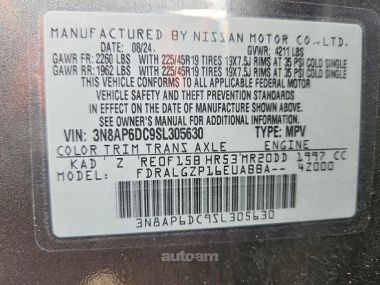 MANUFACTURED BY NISSAN MOTOR CO., LTD.
DATE: 08/24. GVWR: 4211 LBS
GAWR FR: 2260 LBS WITH 225/45R19 TIRES 19X7.5J RIMS AT 35 PSI COLD SINGLE
GAWR RR: 1962 LBS WITH 225/45R19 TIRES 19X7.5J RIMS AT 35 PSI COLD SINGLE
THIS VEHICLE CONFORMS TO ALL APPLICABLE FEDERAL MOTOR
VEHICLE SAFETY AND THEFT PREVENTION STANDARDS IN
EFFECT ON THE DATE OF MANUFACTURE SHOWN ABOVE.
SEE OWNER'S MANUAL FOR ADDITIONAL INFORMATION
VIN: 3N8AP6DC9SL305630 TYPE: MPV
COLOR TRIM TRANS AXLE ENGINE
KAD Z RE0F15B HR53 MR20DD 1997 CC
MODEL FDRALGZP16EUA8BA-- 42000
3N8AP6DC9SL305630
autoam